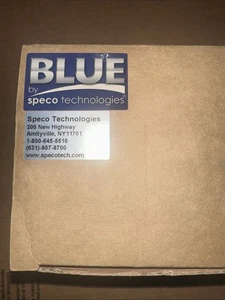 BLUE
by
speco technologies
Speco Technologies
200 New Highway
Amityville, NY11701
1-800-645-5516
(631)-957-8700
www.specotech.com